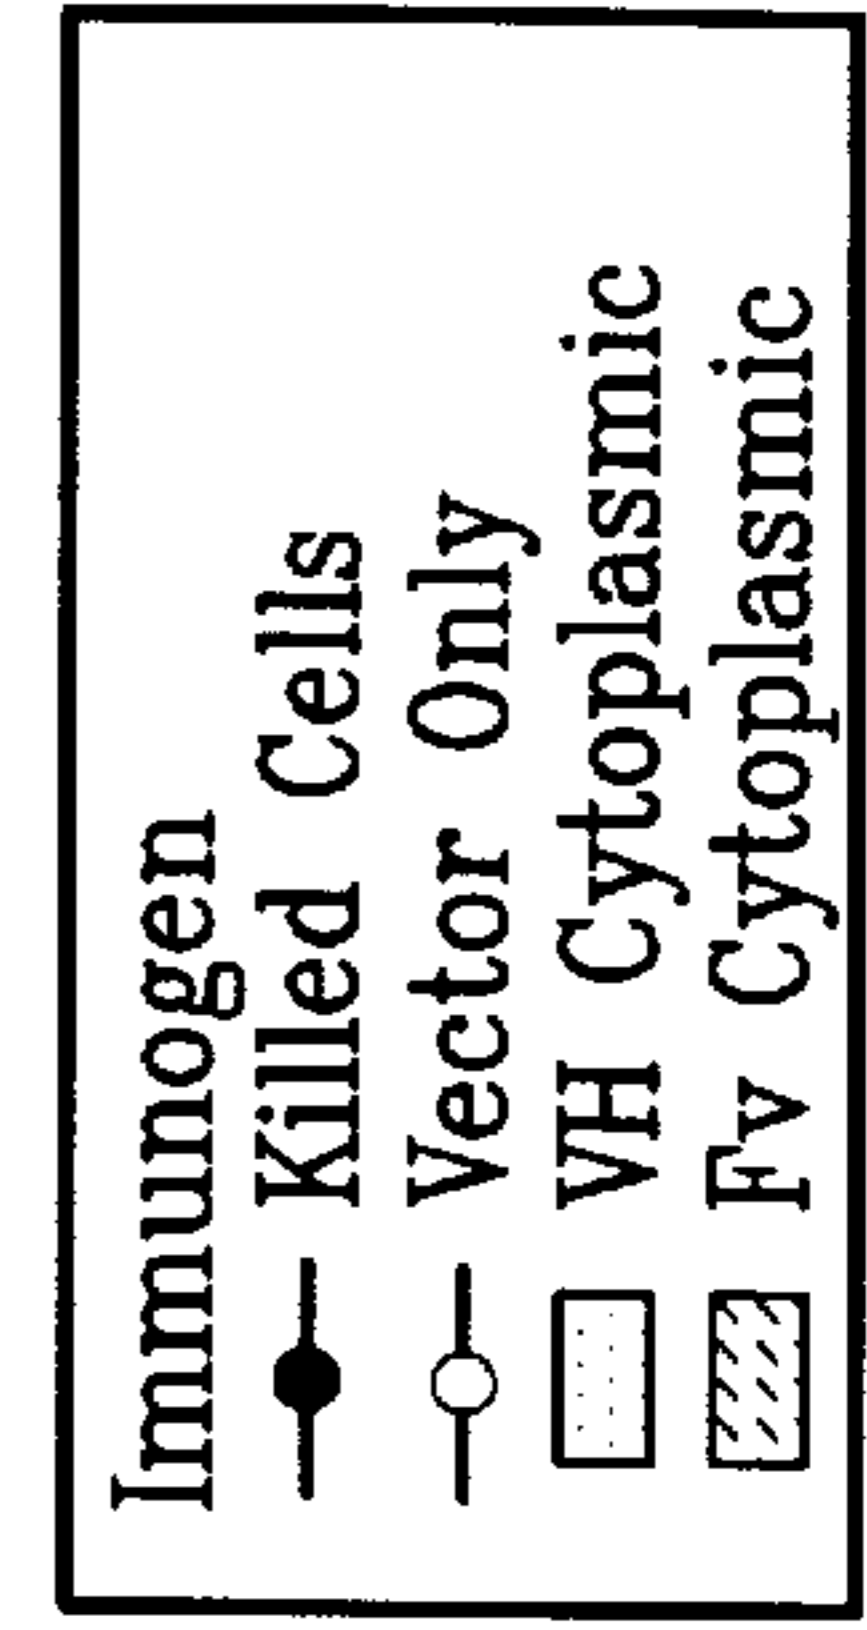 Immunogen
Killed Cells
Vector Only
VH Cytoplasmic
Fv Cytoplasmic